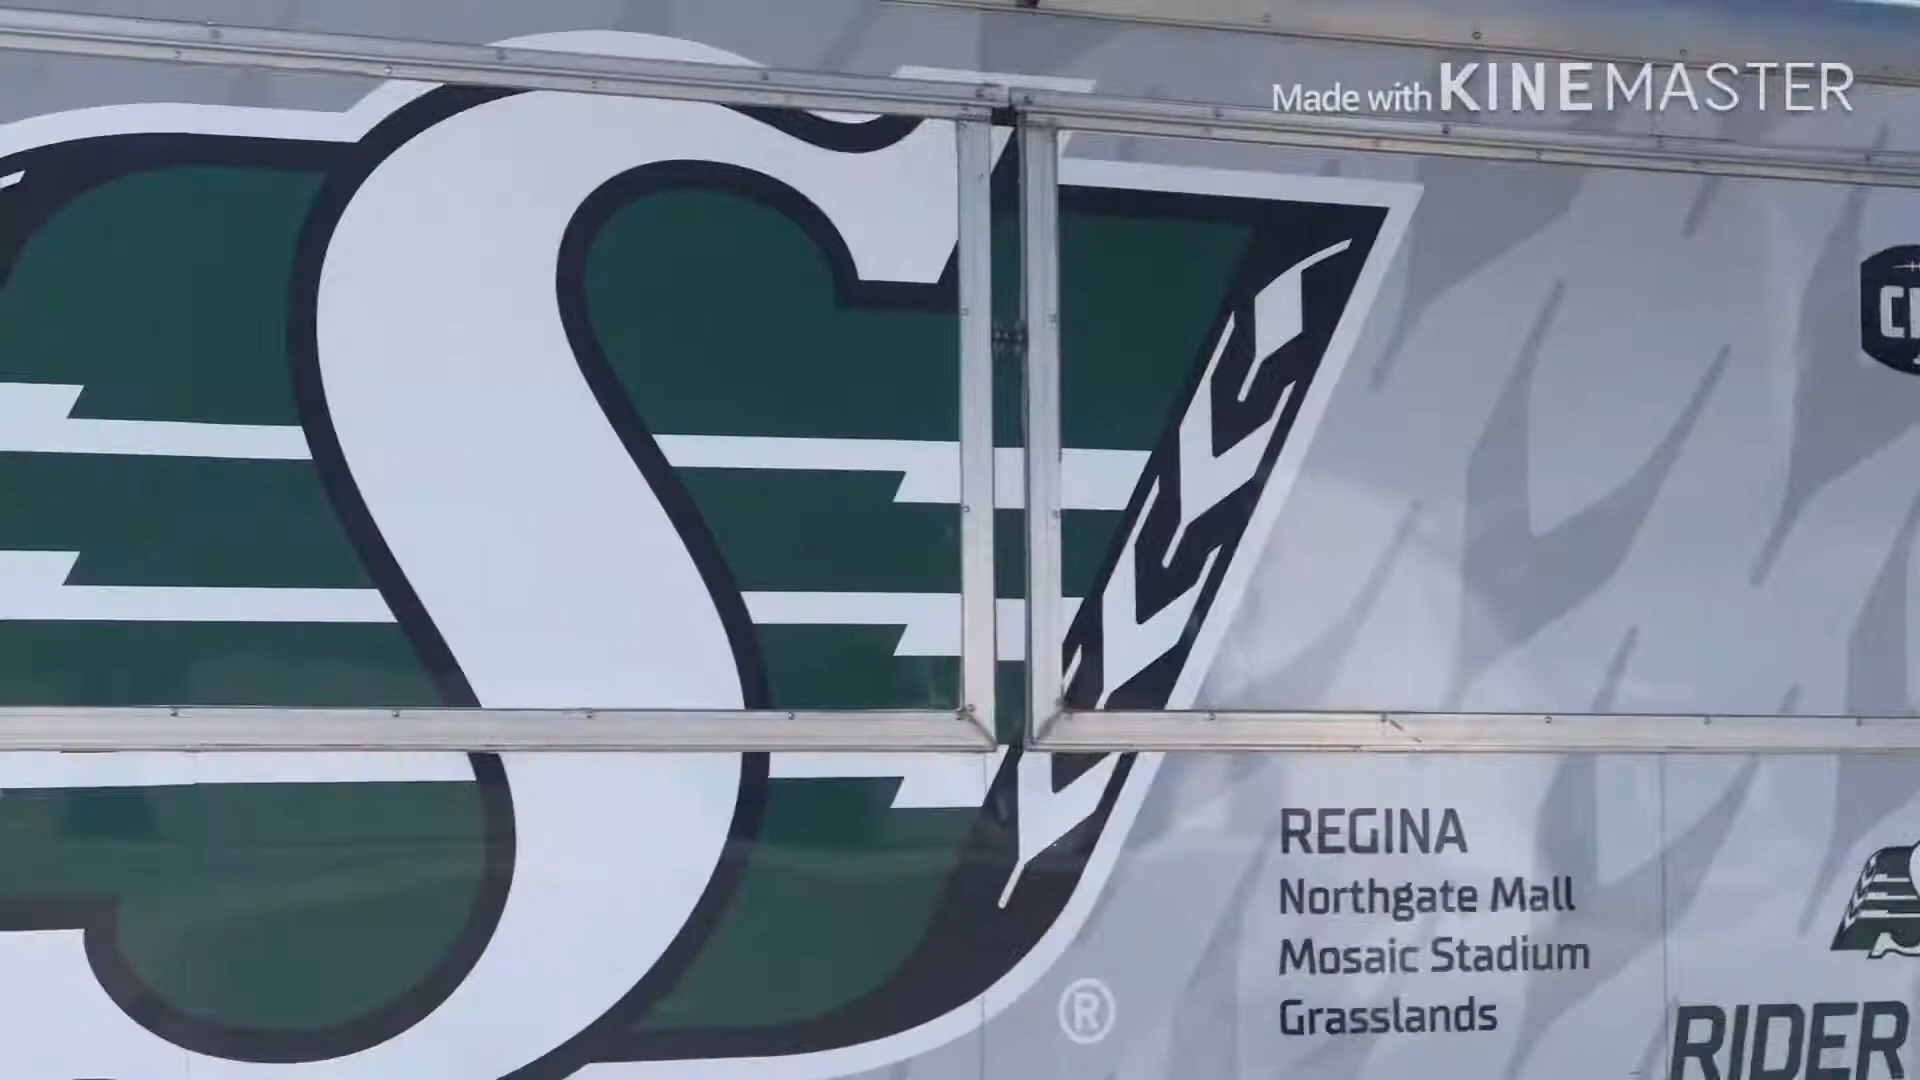 Made with KINEMASTER
S
REGINA
Northgate Mall
Mosaic Stadium
Grasslands
®
RIDER